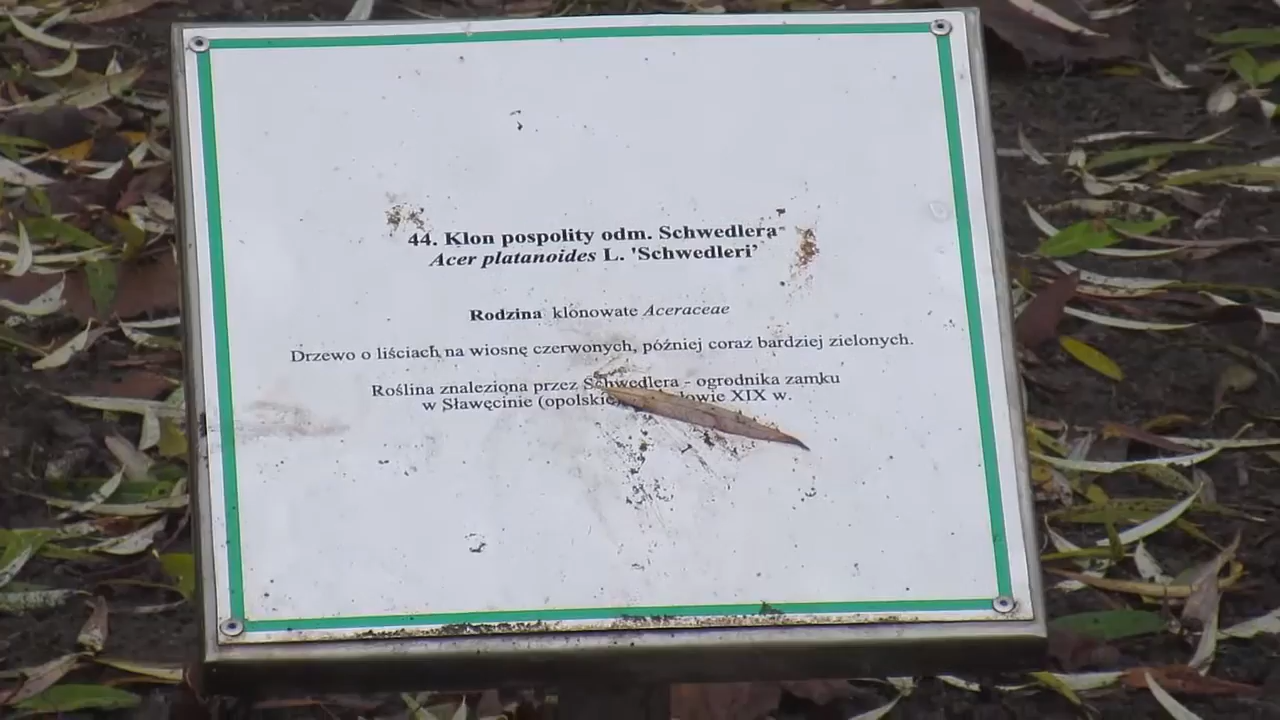 44. Klon pospolity odm. Schwedlera
Acer platanoides L. 'Schwedleri'
Rodzina klonowate Aceraceae
Drzewo o liściach na wiosnę czerwonych, później coraz bardziej zielonych.
Roślina znaleziona przez Schwedlera - ogrodnika zamku
w Sławęcinie (opolskie) XIX w.